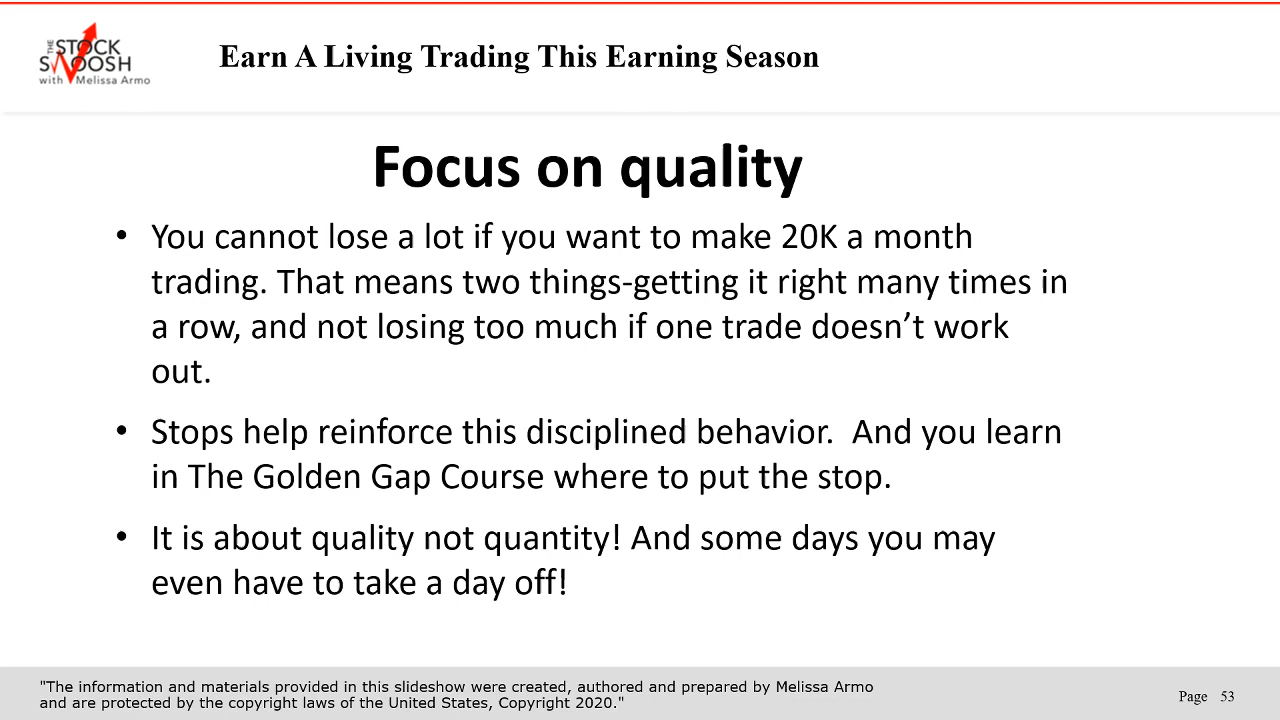 THE STOCK
SWOOSH
with Melissa Armo
Earn A Living Trading This Earning Season
Focus on quality
• You cannot lose a lot if you want to make 20K a month
trading. That means two things-getting it right many times in
a row, and not losing too much if one trade doesn’t work
out.
• Stops help reinforce this disciplined behavior.  And you learn
in The Golden Gap Course where to put the stop.
• It is about quality not quantity! And some days you may
even have to take a day off!
"The information and materials provided in this slideshow were created, authored and prepared by Melissa Armo
and are protected by the copyright laws of the United States, Copyright 2020."
Page 53